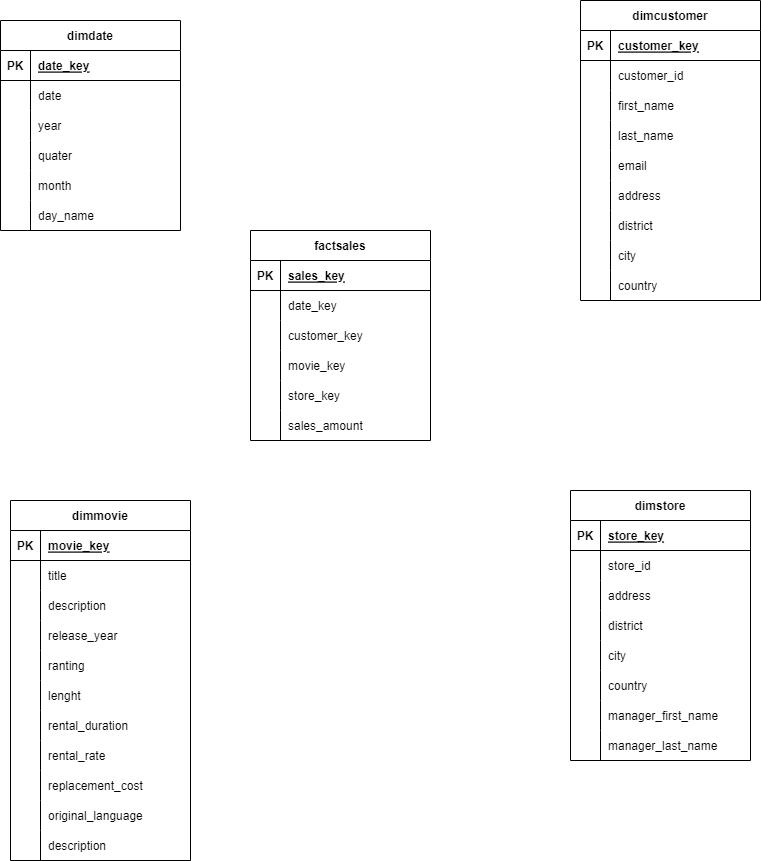 dimdate
PK date_key
date
year
quater
month
day_name
dimcustomer
PK customer_key
customer_id
first_name
last_name
email
address
district
city
country
factsales
PK sales_key
date_key
customer_key
movie_key
store_key
sales_amount
dimmovie
PK movie_key
title
description
release_year
ranting
lenght
rental_duration
rental_rate
replacement_cost
original_language
description
dimstore
PK store_key
store_id
address
district
city
country
manager_first_name
manager_last_name